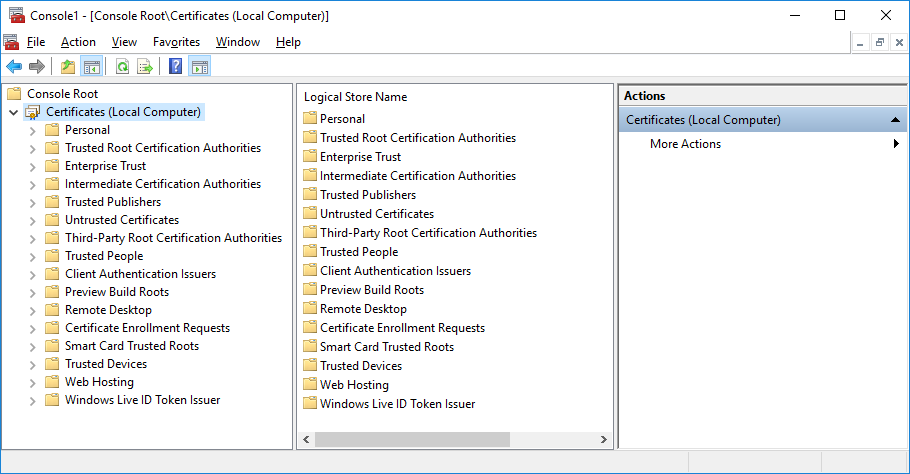 Console1 - [Console Root\Certificates (Local Computer)]
File Action View Favorites Window Help
Console Root
Certificates (Local Computer)
Personal
Trusted Root Certification Authorities
Enterprise Trust
Intermediate Certification Authorities
Trusted Publishers
Untrusted Certificates
Third-Party Root Certification Authorities
Trusted People
Client Authentication Issuers
Preview Build Roots
Remote Desktop
Certificate Enrollment Requests
Smart Card Trusted Roots
Trusted Devices
Web Hosting
Windows Live ID Token Issuer
Logical Store Name
Personal
Trusted Root Certification Authorities
Enterprise Trust
Intermediate Certification Authorities
Trusted Publishers
Untrusted Certificates
Third-Party Root Certification Authorities
Trusted People
Client Authentication Issuers
Preview Build Roots
Remote Desktop
Certificate Enrollment Requests
Smart Card Trusted Roots
Trusted Devices
Web Hosting
Windows Live ID Token Issuer
Actions
Certificates (Local Computer)
More Actions